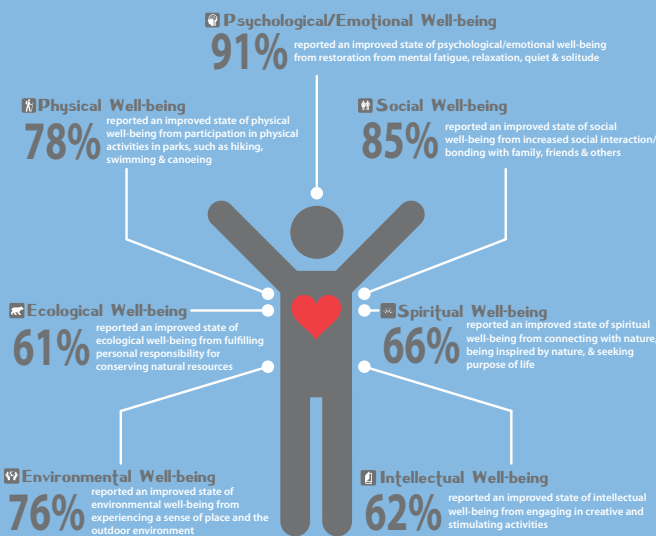 Psychological/Emotional Well-being
91%
reported an improved state of psychological/emotional well-being
from restoration from mental fatigue, relaxation, quiet & solitude
Physical Well-being
78%
reported an improved state of physical
well-being from participation in physical
activities in parks, such as hiking,
swimming & canoeing
Social Well-being
85%
reported an improved state of social
well-being from increased social interaction/
bonding with family, friends & others
Ecological Well-being
61%
reported an improved state of
ecological well-being from fulfilling
personal responsibility for
conserving natural resources
Spiritual Well-being
66%
reported an improved state of spiritual
well-being from connecting with nature,
being inspired by nature, & seeking
purpose of life
Environmental Well-being
76%
reported an improved state of
environmental well-being from
experiencing a sense of place and the
outdoor environment
Intellectual Well-being
62%
reported an improved state of intellectual
well-being from engaging in creative and
stimulating activities